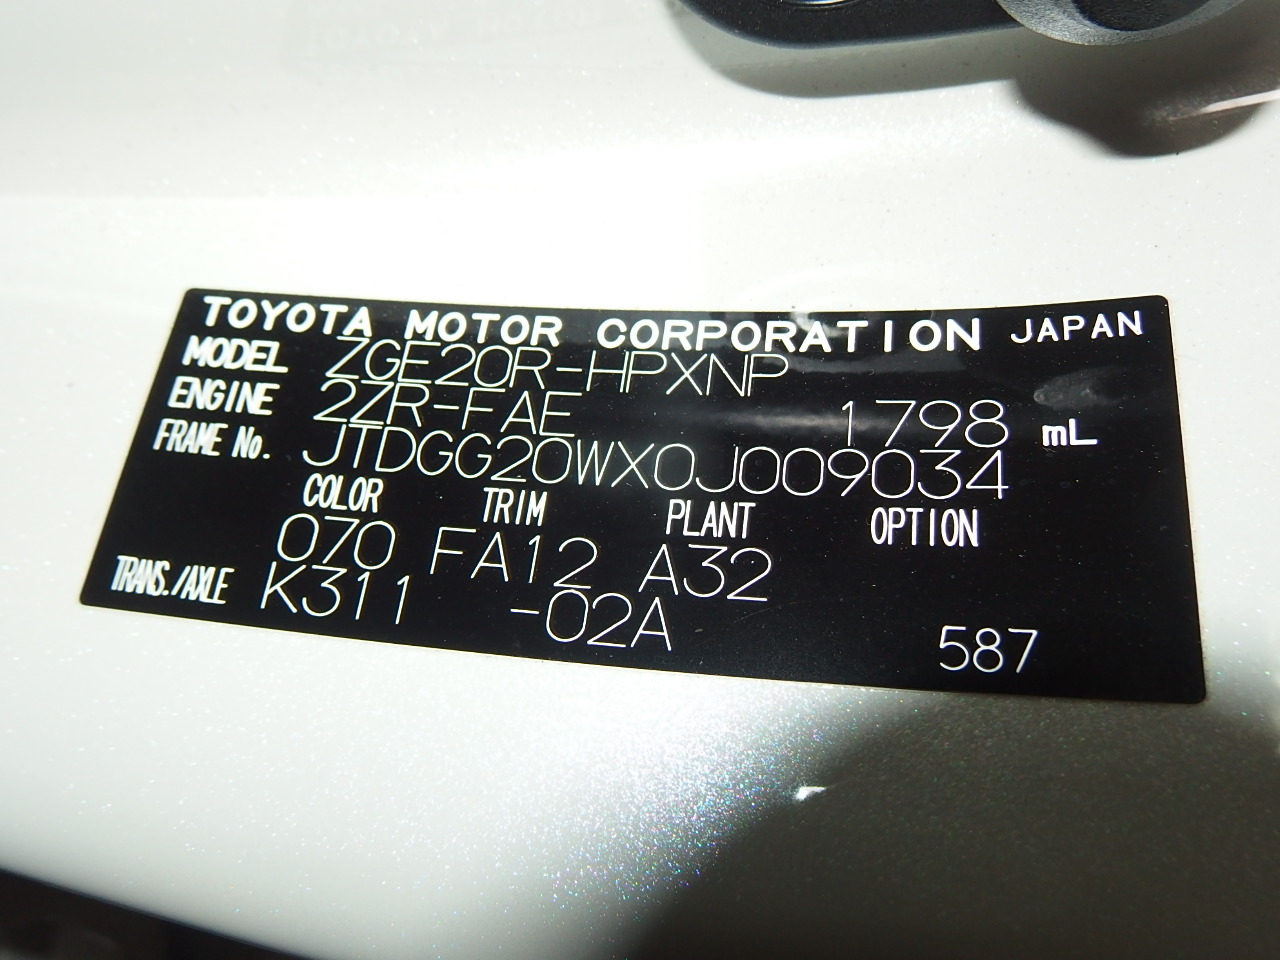 TOYOTA MOTOR CORPORATION JAPAN
MODEL ZGE20R-HPXNP
ENGINE 2ZR-FAE 1798 mL
FRAME No. JTDGG20WX0J009034
COLOR TRIM PLANT OPTION
070 FA12 A32
TRANS./AXLE K311 -02A
587